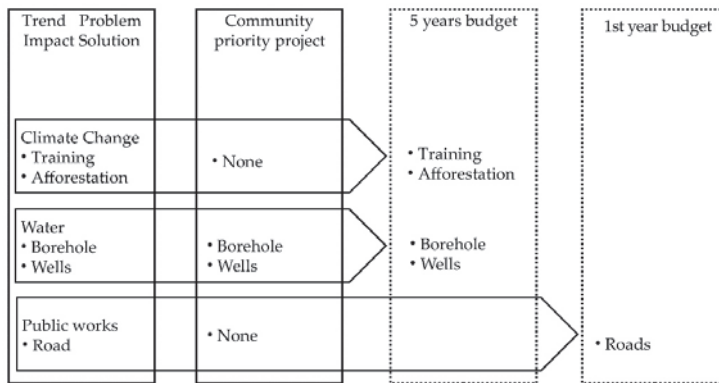 Trend Problem
Impact Solution
Community
priority project
5 years budget
1st year budget
Climate Change
• Training
• Afforestation
• None
• Training
• Afforestation
Water
• Borehole
• Wells
• Borehole
• Wells
• Borehole
• Wells
Public works
• Road
• None
• Roads